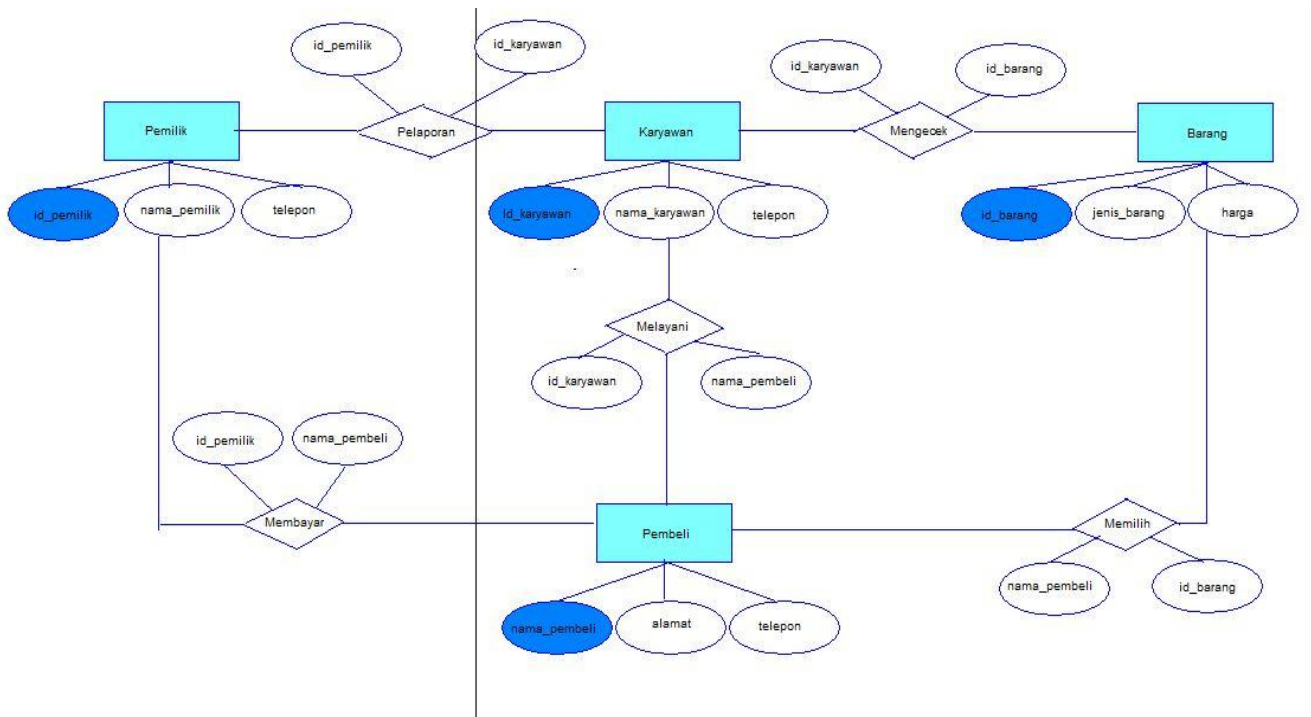 id_pemilik
id_karyawan
id_karyawan
id_barang
Pemilik
Pelaporan
Karyawan
Mengecek
Barang
id_pemilik
nama_pemilik
telepon
id_karyawan
nama_karyawan
telepon
id_barang
jenis_barang
harga
Melayani
id_karyawan
nama_pembeli
id_pemilik
nama_pembeli
Membayar
Pembeli
Memilih
nama_pembeli
id_barang
nama_pembeli
alamat
telepon